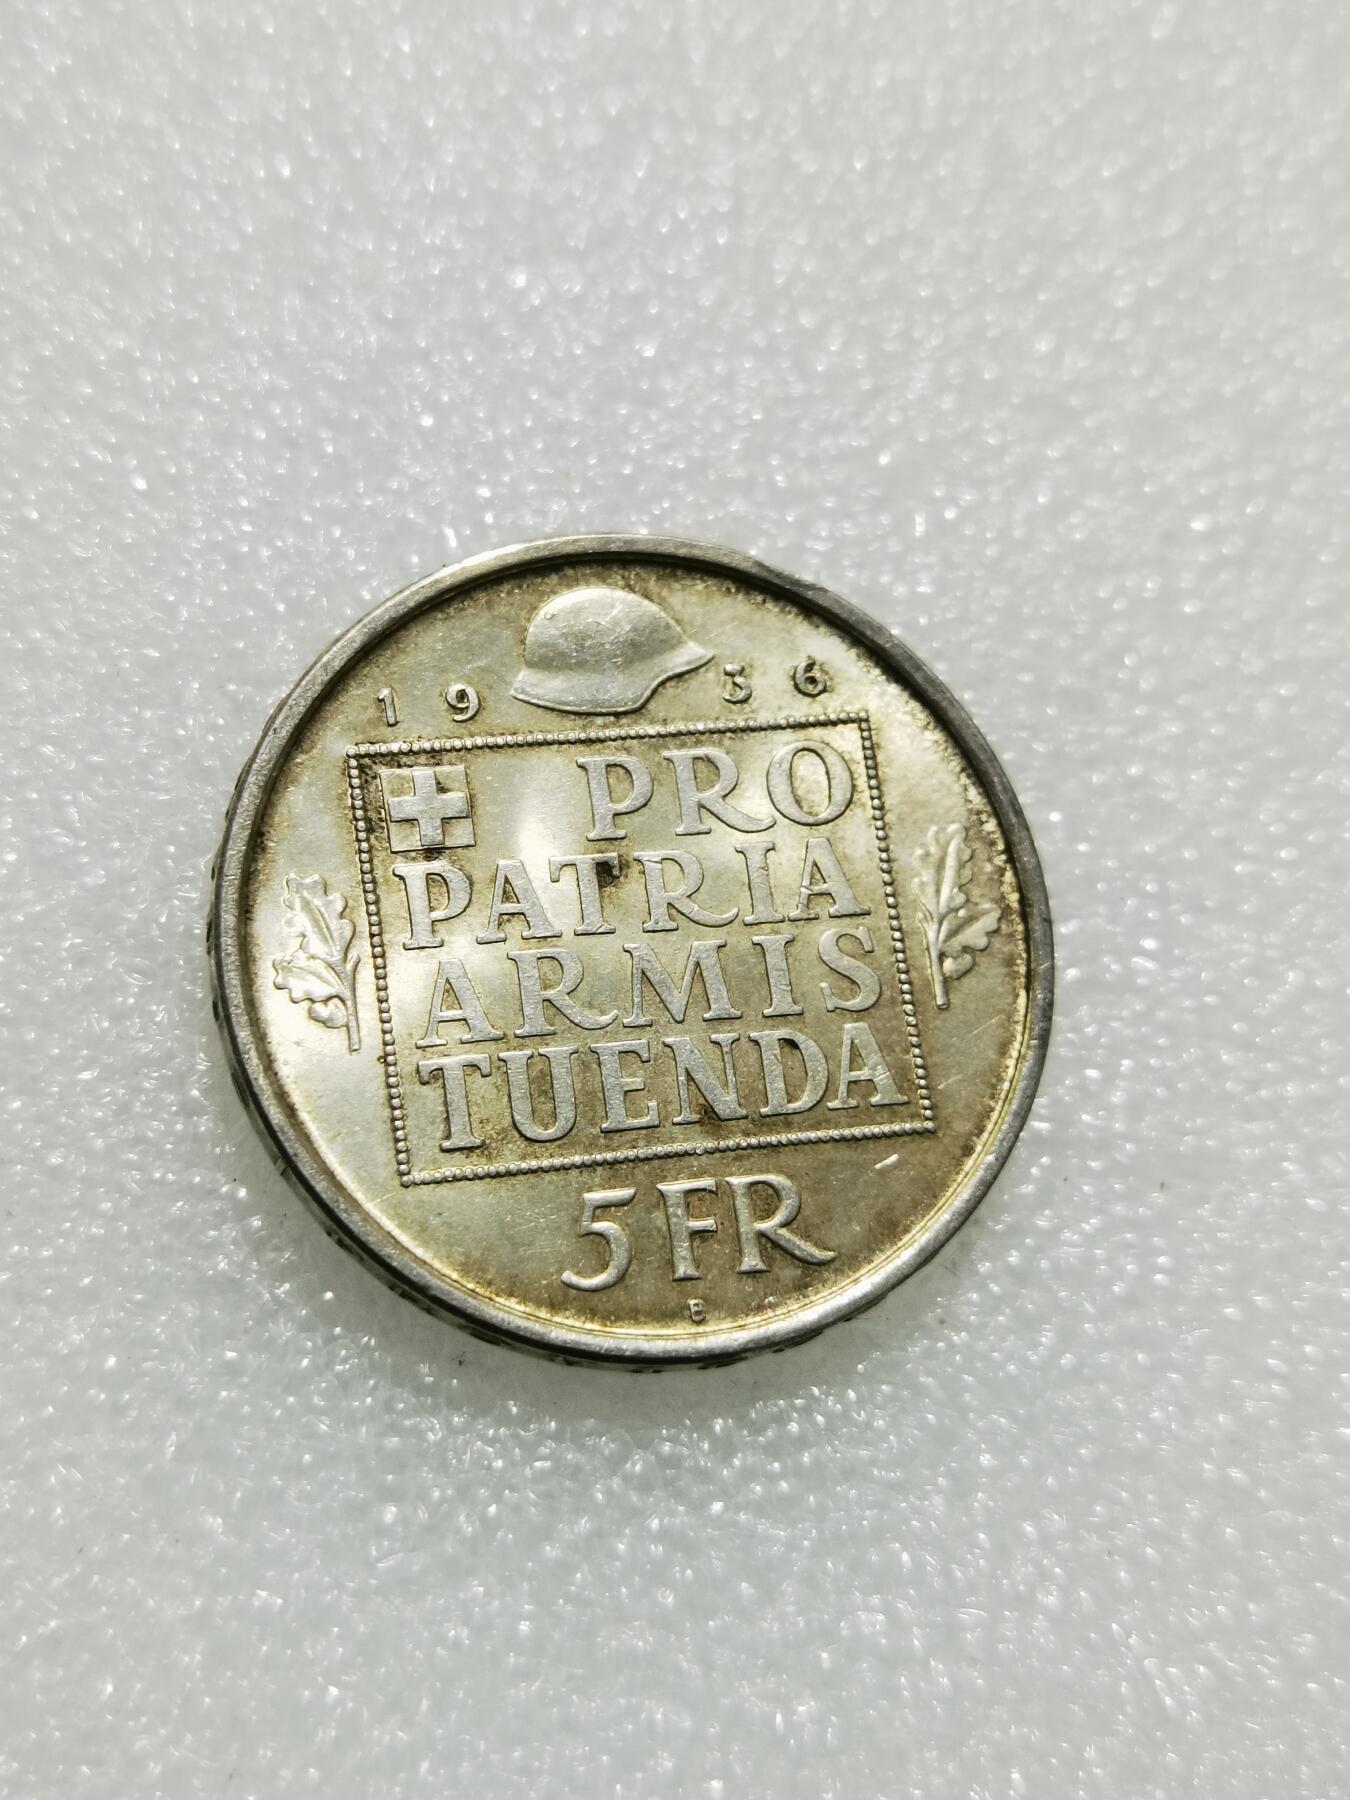 1936
PRO
PATRIA
ARMIS
TUENDA
5 FR
B